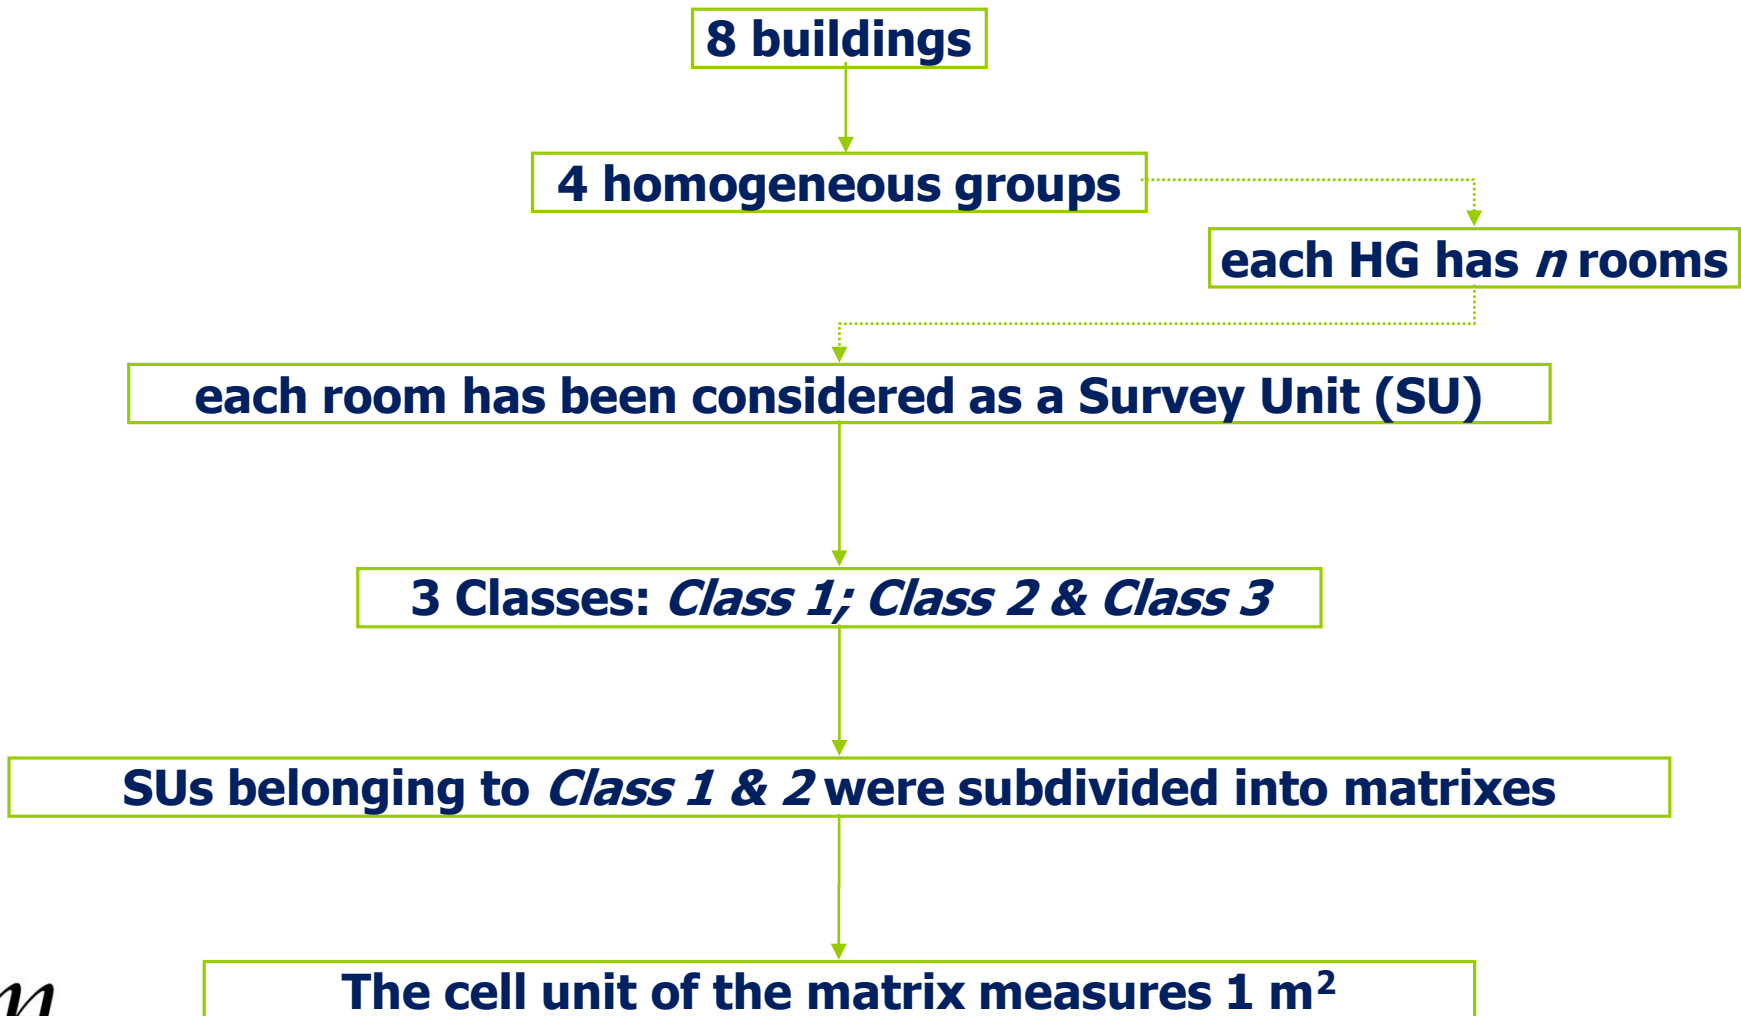 8 buildings
4 homogeneous groups
each HG has n rooms
each room has been considered as a Survey Unit (SU)
3 Classes: Class 1; Class 2 & Class 3
SUs belonging to Class 1 & 2 were subdivided into matrixes
The cell unit of the matrix measures 1 m²